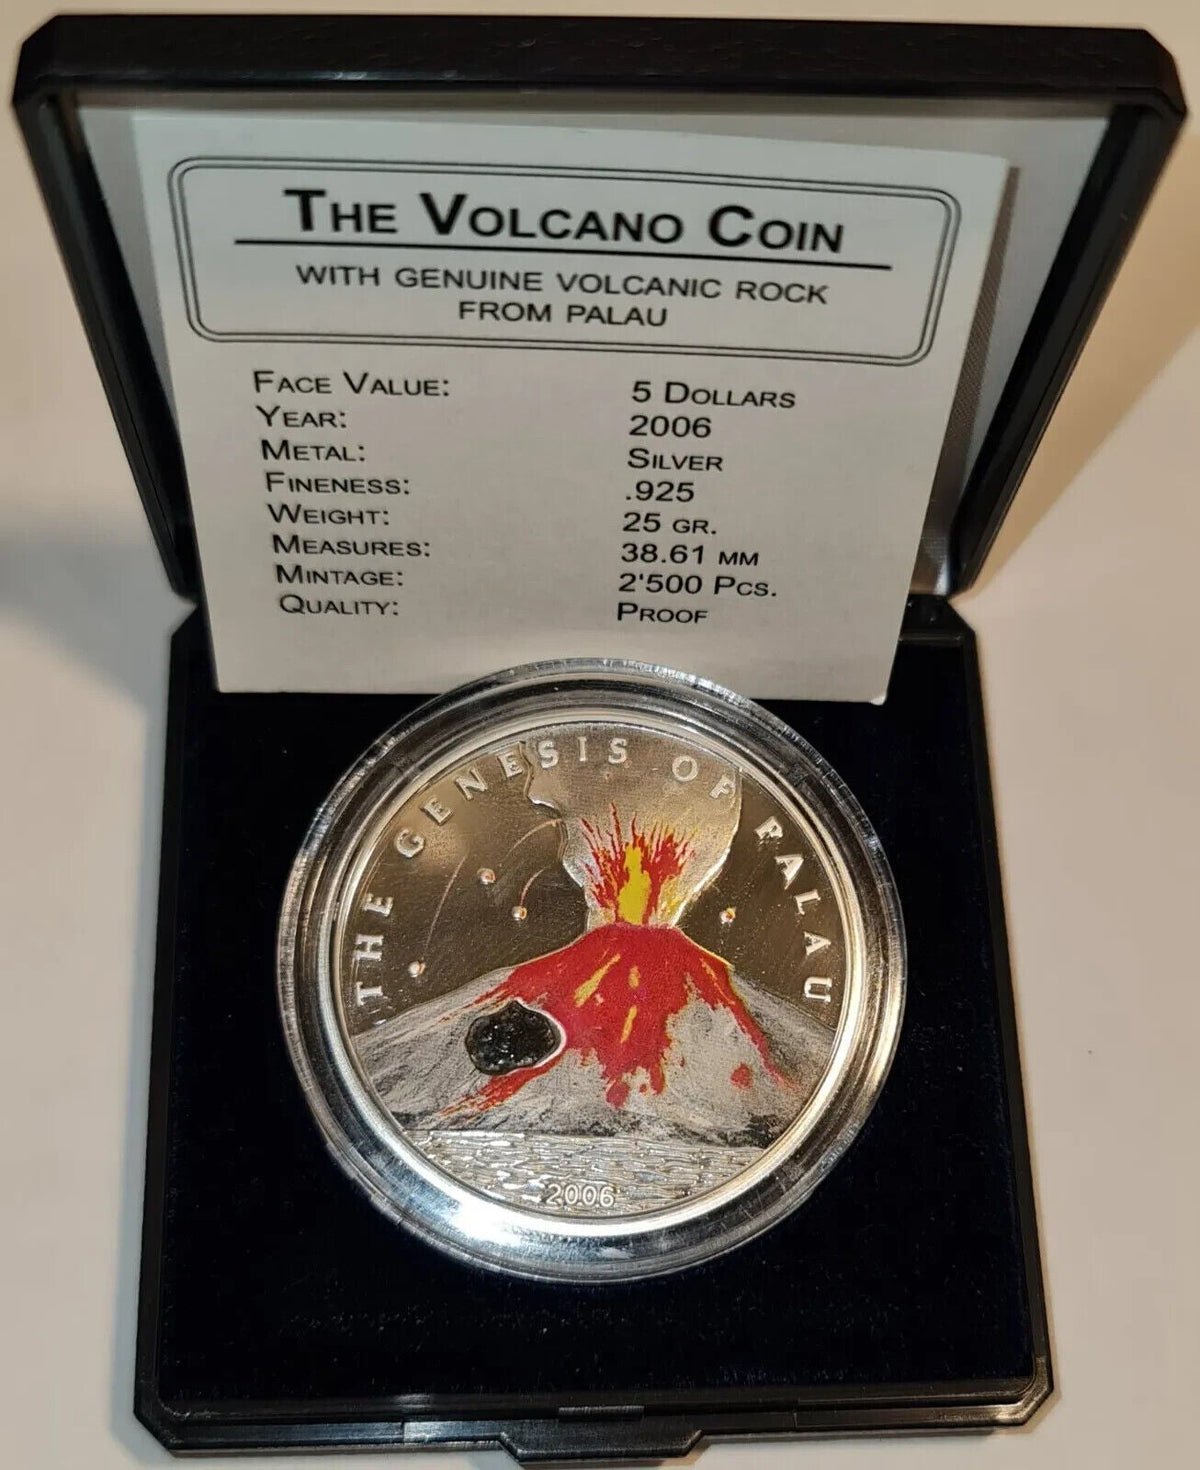 THE VOLCANO COIN
WITH GENUINE VOLCANIC ROCK
FROM PALAU
FACE VALUE: 5 DOLLARS
YEAR: 2006
METAL: SILVER
FINENESS: .925
WEIGHT: 25 GR.
MEASURES: 38.61 MM
MINTAGE: 2'500 PCS.
QUALITY: PROOF
THE GENESIS OF PALAU
2006